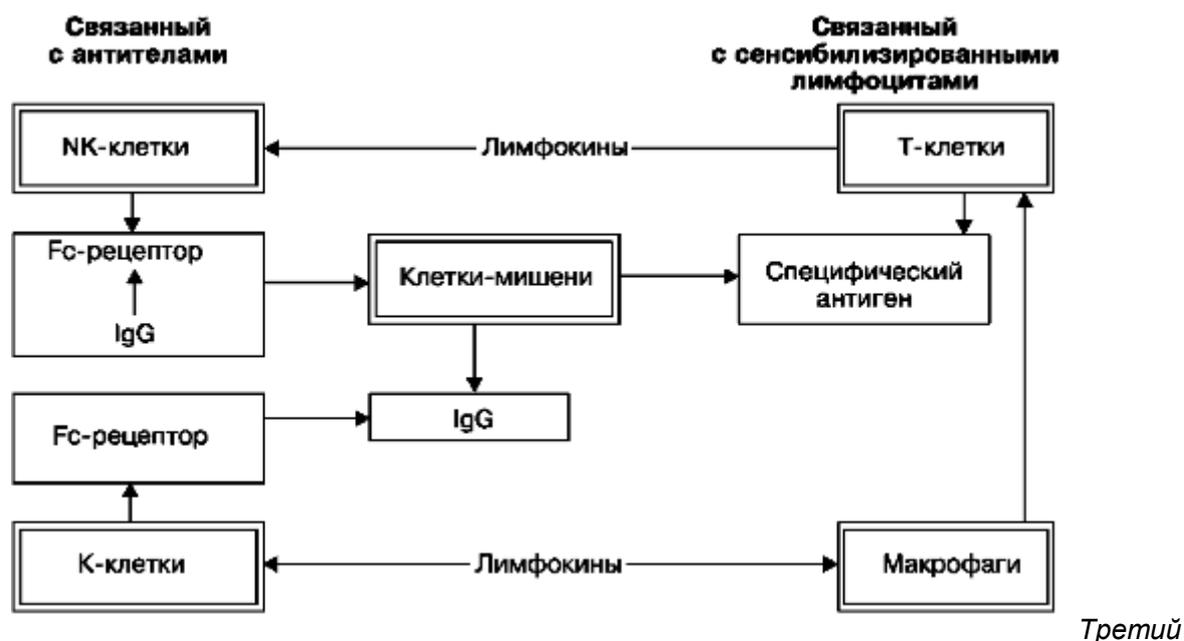 Связанный
с антителами
Связанный
с сенсибилизированными
лимфоцитами
NK-клетки
Лимфокины
Т-клетки
Fc-рецептор
IgG
Клетки-мишени
Специфический
антиген
Fc-рецептор
IgG
К-клетки
Лимфокины
Макрофаги
Третий